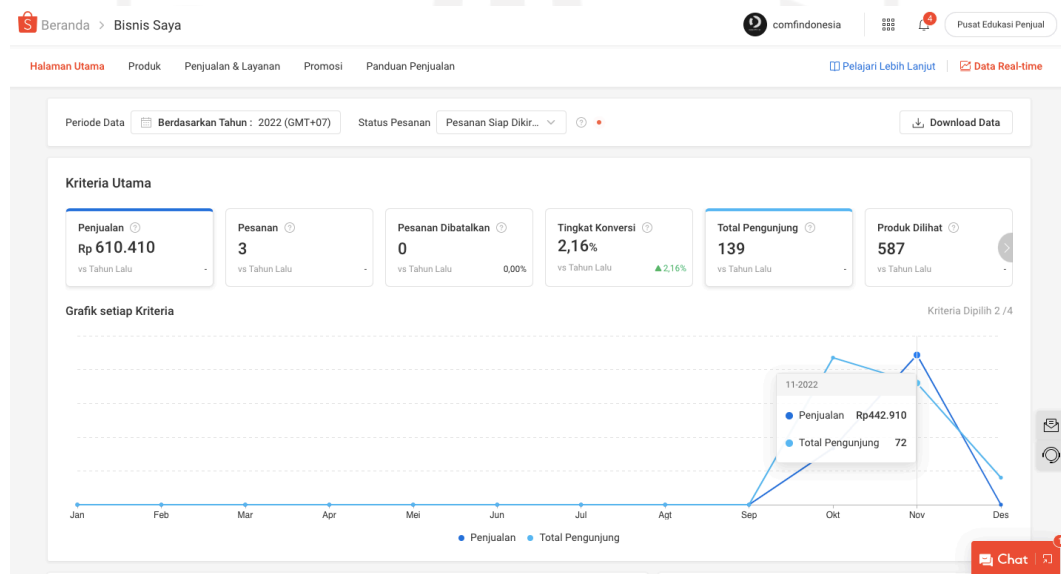 Beranda > Bisnis Saya
comfindonesia
4
Pusat Edukasi Penjual
Halaman Utama Produk Penjualan & Layanan Promosi Panduan Penjualan
Pelajari Lebih Lanjut
Data Real-time
Periode Data
Berdasarkan Tahun : 2022 (GMT+07)
Status Pesanan
Pesanan Siap Dikir...
Download Data
Kriteria Utama
Penjualan
Rp 610.410
vs Tahun Lalu -
Pesanan
3
vs Tahun Lalu -
Pesanan Dibatalkan
0
vs Tahun Lalu 0,00%
Tingkat Konversi
2,16%
vs Tahun Lalu ▲2,16%
Total Pengunjung
139
vs Tahun Lalu -
Produk Dilihat
587
vs Tahun Lalu -
Grafik setiap Kriteria
Kriteria Dipilih 2 /4
11-2022
Penjualan Rp442.910
Total Pengunjung 72
Jan Feb Mar Apr Mei Jun Jul Agt Sep Okt Nov Des
Penjualan Total Pengunjung
Chat